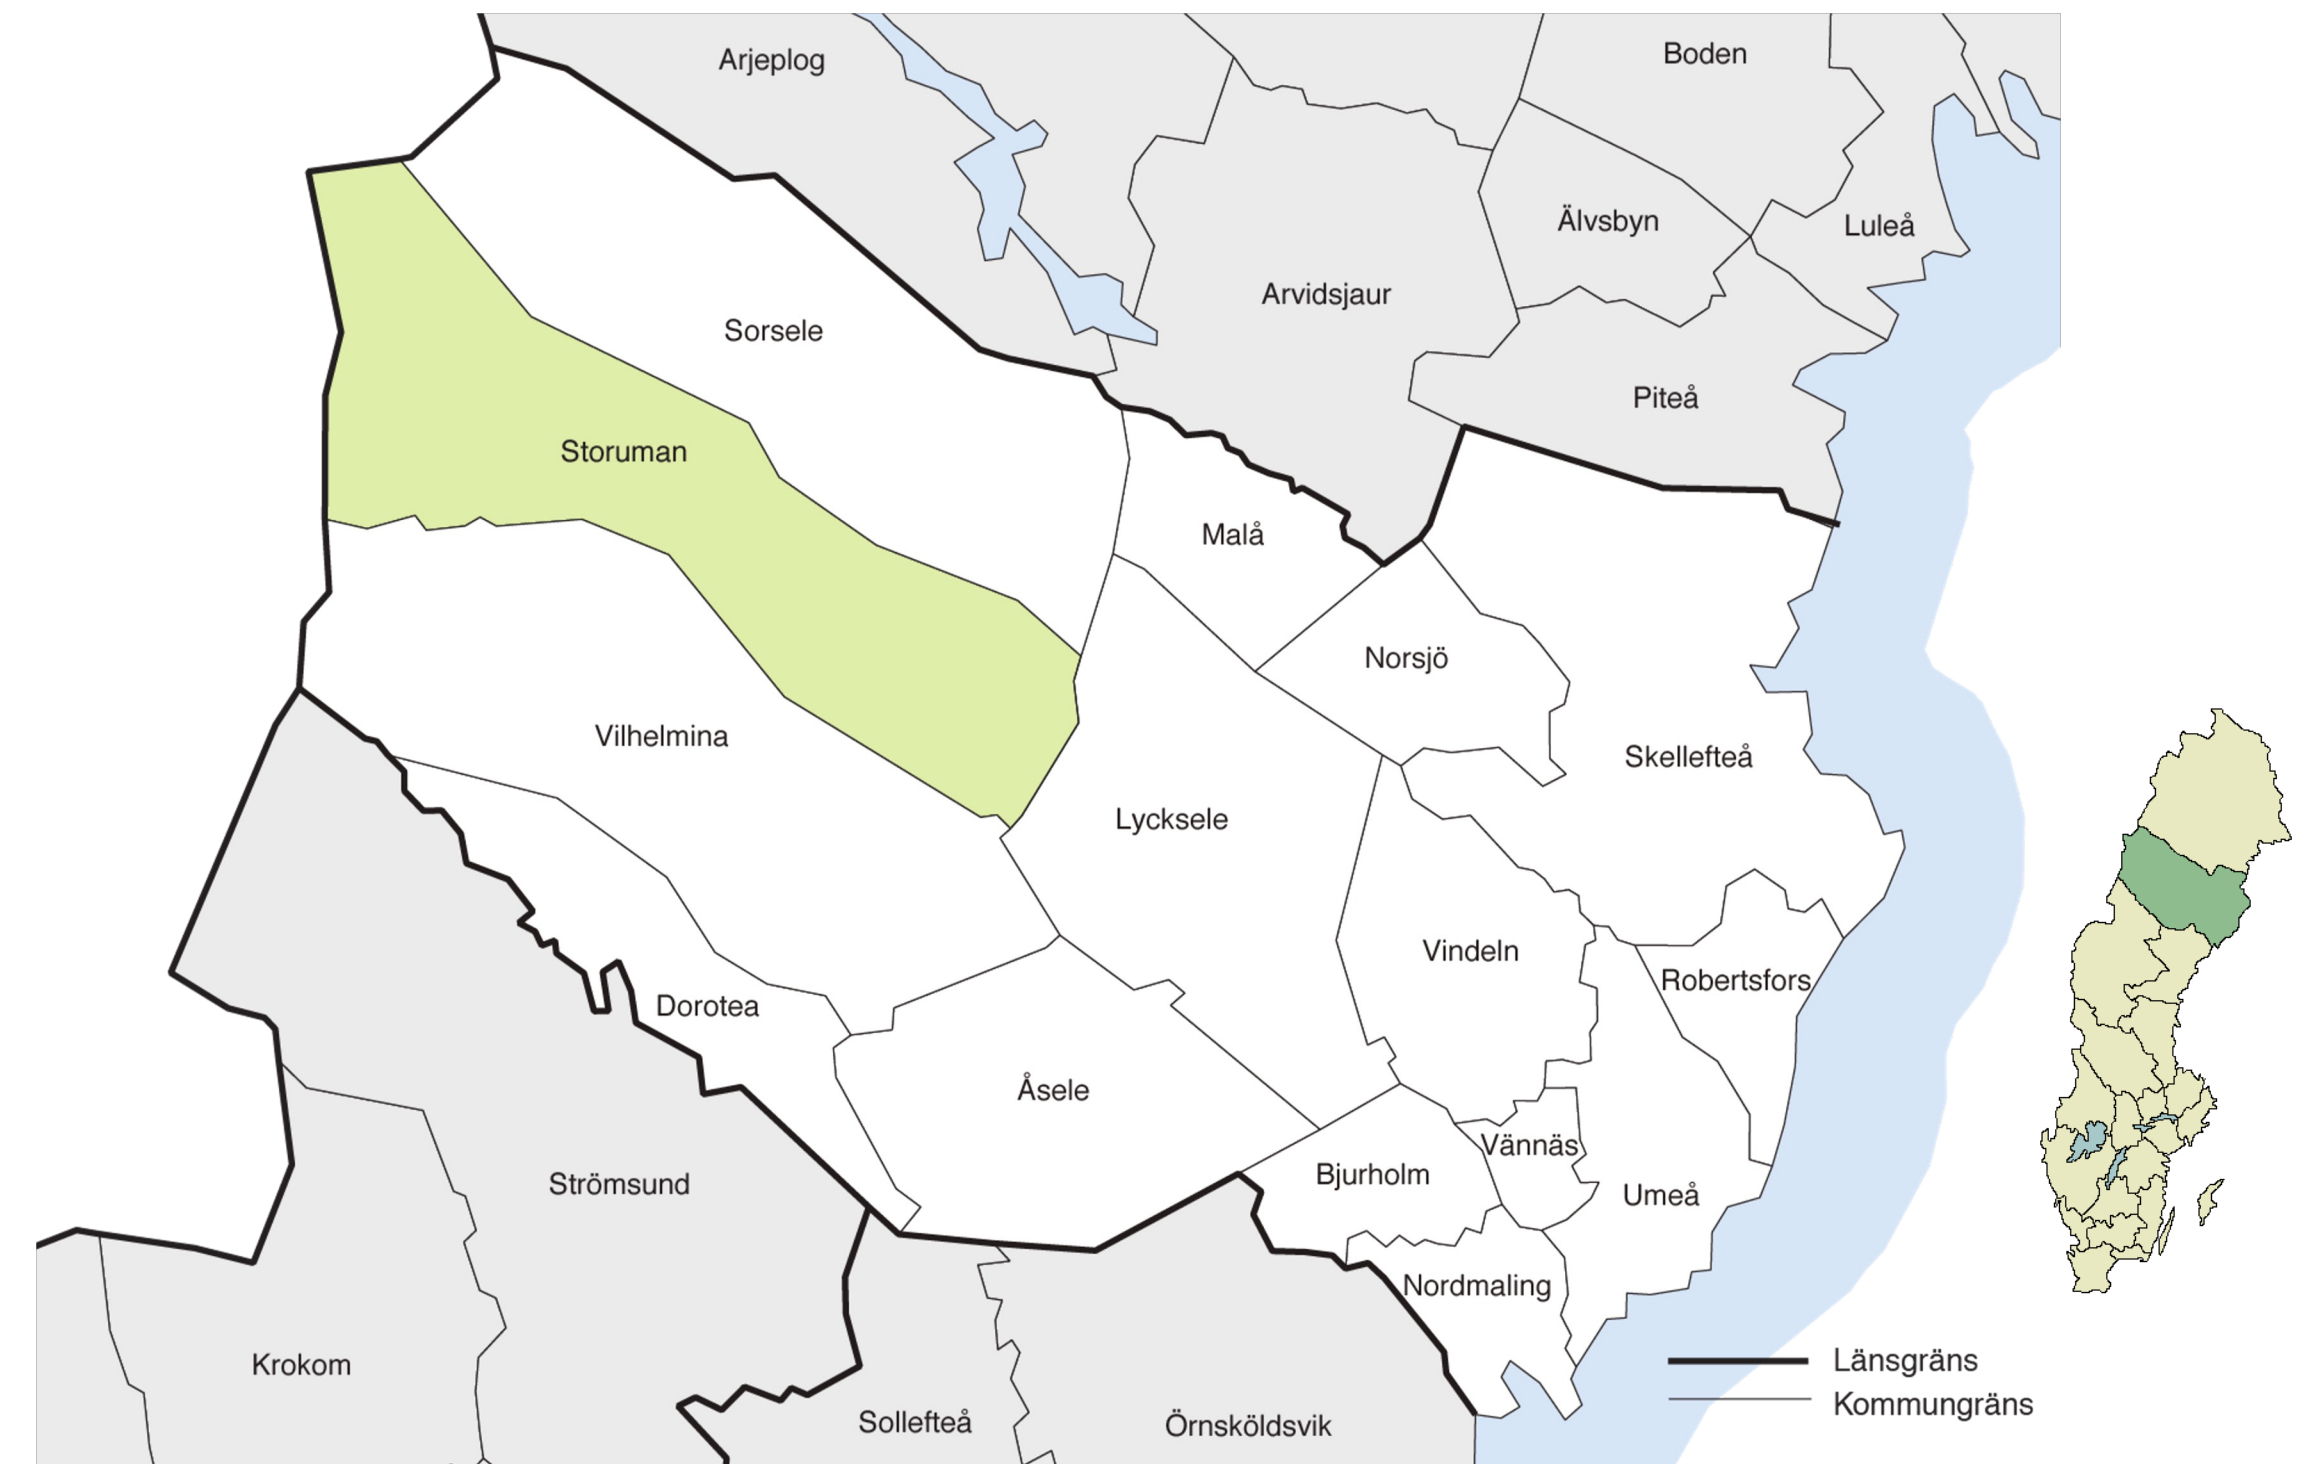 Arjeplog
Boden
Älvsbyn
Luleå
Arvidsjaur
Sorsele
Piteå
Storuman
Malå
Norsjö
Vilhelmina
Skellefteå
Lycksele
Vindeln
Robertsfors
Dorotea
Åsele
Vännäs
Bjurholm
Strömsund
Umeå
Nordmaling
Länsgräns
Krokom
Kommungräns
Sollefteå
Örnsköldsvik